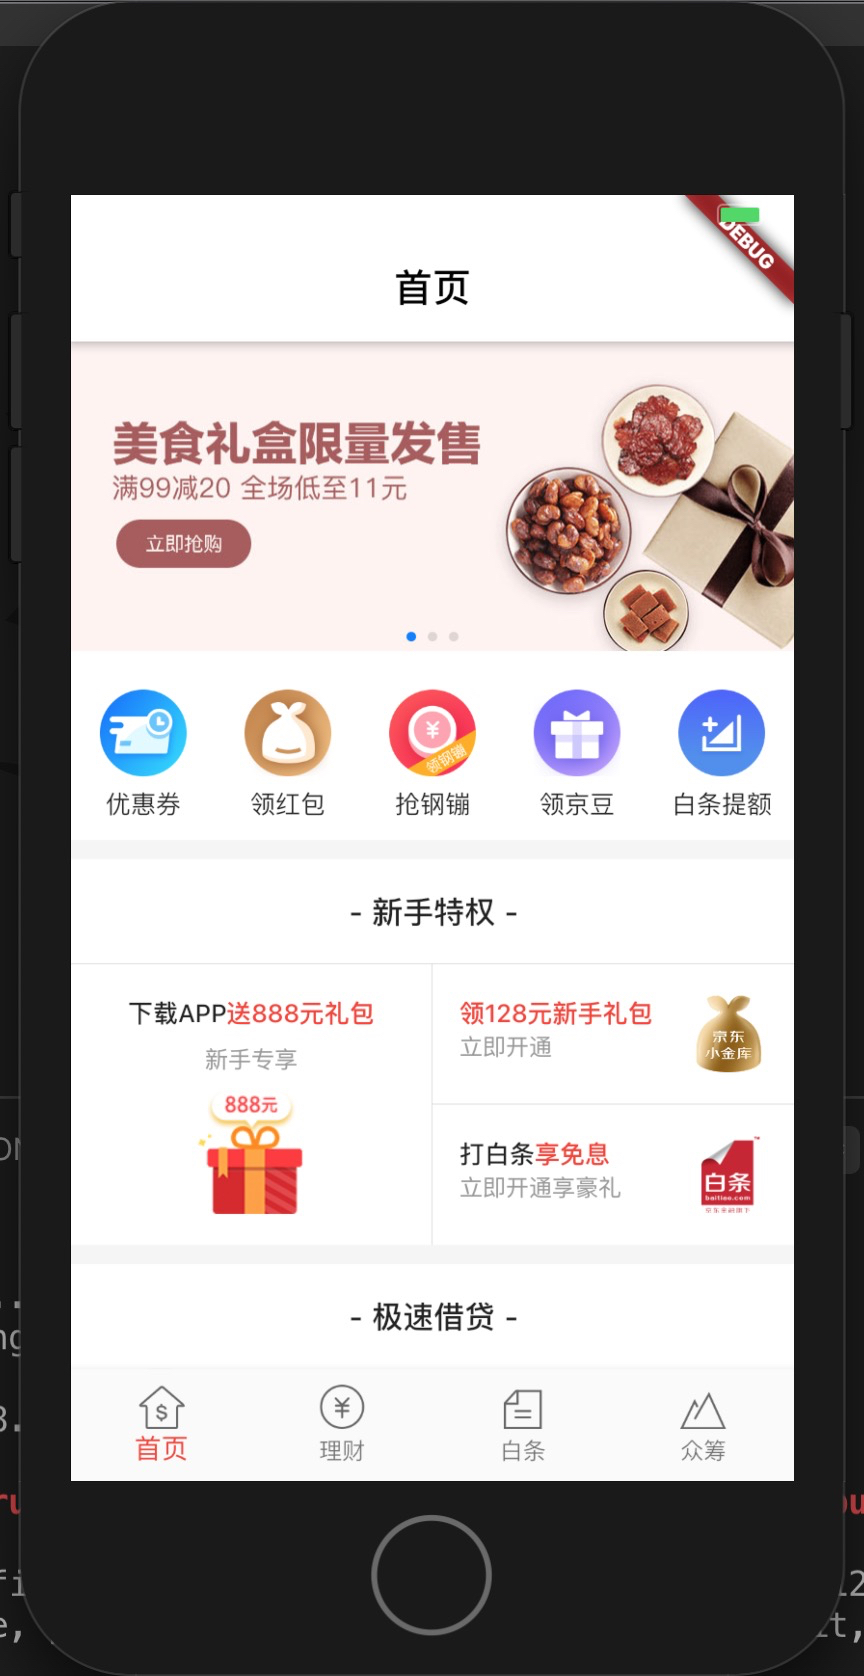 DEBUG
首页
美食礼盒限量发售
满99减20 全场低至11元
立即抢购
领钢镚
优惠券
领红包
抢钢镚
领京豆
白条提额
- 新手特权 -
下载APP送888元礼包
新手专享
888元
领128元新手礼包
立即开通
京东
小金库
打白条享免息
立即开通享豪礼
白条
baitiao.com
- 极速借贷 -
首页
理财
白条
众筹